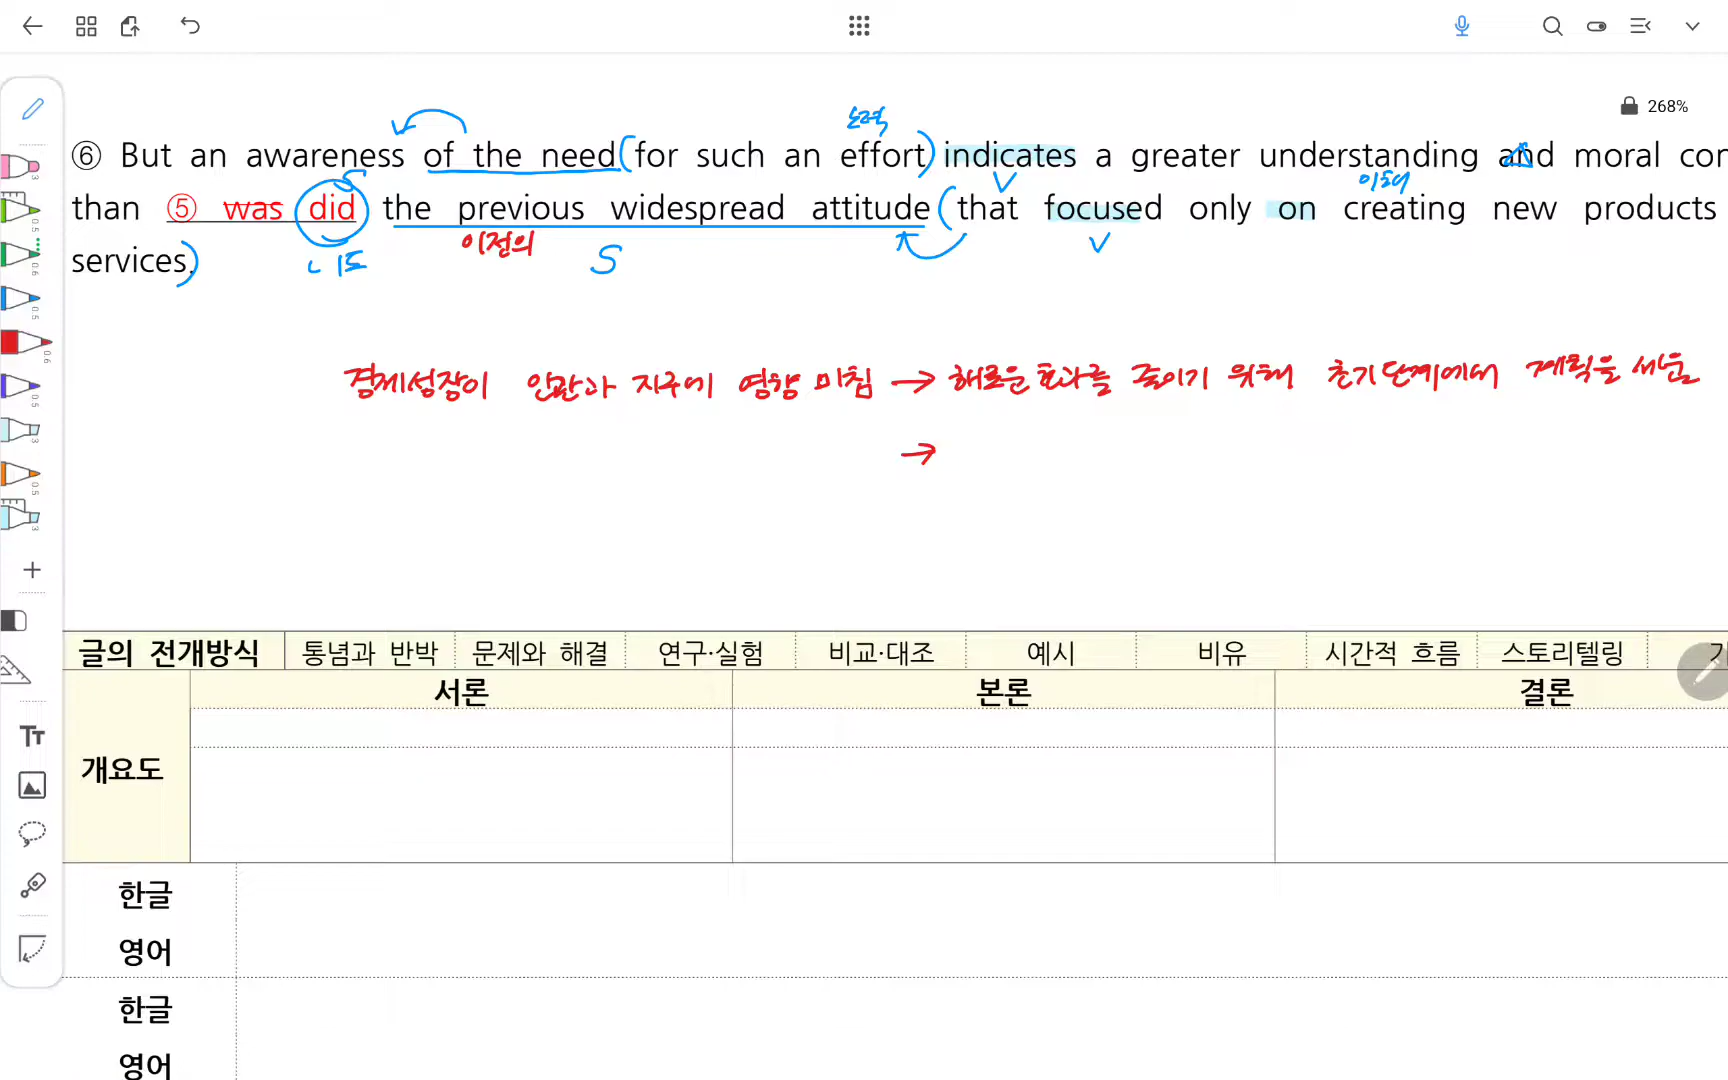 268%
노력
⑥ But an awareness of the need (for such an effort) indicates a greater understanding and moral con
S V 이해
than ⑤ was did the previous widespread attitude (that focused only on creating new products
이전의 S V
services.)
경제성장이 인간과 지구에 영향 미침 → 해로운 효과를 줄이기 위해 초기단계에서 계획을 세움
→
글의 전개방식 통념과 반박 문제와 해결 연구·실험 비교·대조 예시 비유 시간적 흐름 스토리텔링
서론 본론 결론
개요도
한글
영어
한글
영어